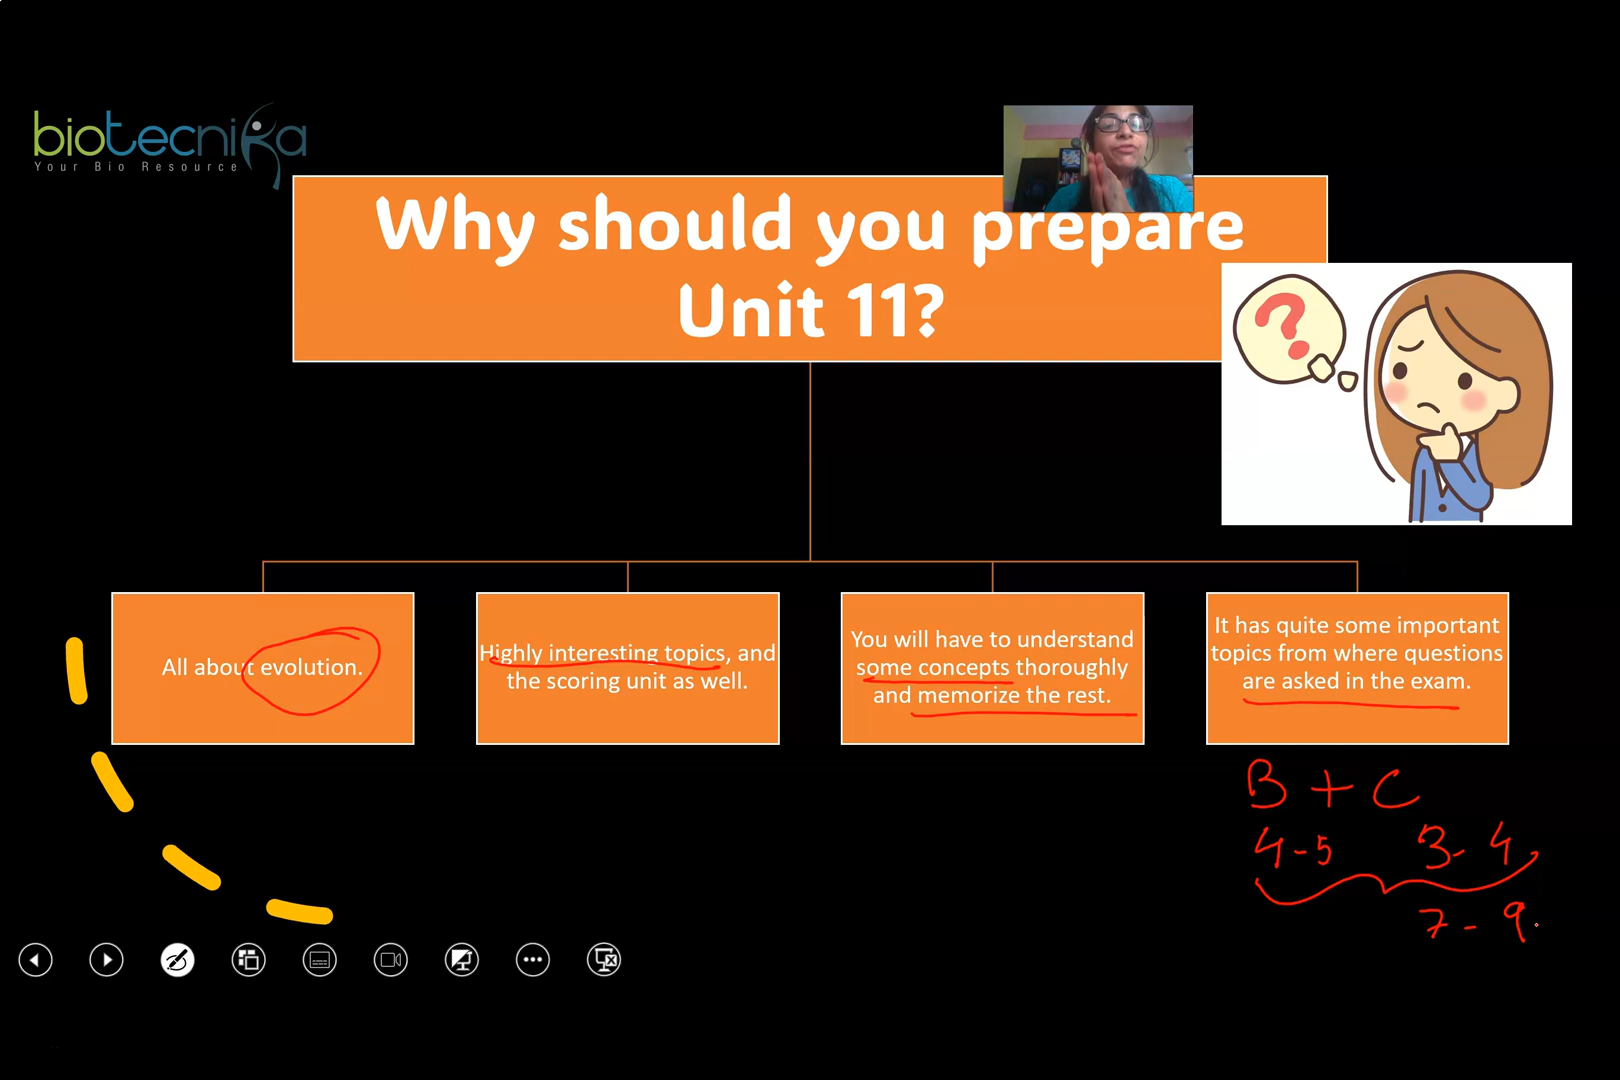 biotecnika
Your Bio Resource
Why should you prepare
Unit 11?
?
All about evolution.
Highly interesting topics, and
the scoring unit as well.
You will have to understand
some concepts thoroughly
and memorize the rest.
It has quite some important
topics from where questions
are asked in the exam.
B + C
4-5 3-4
7-9